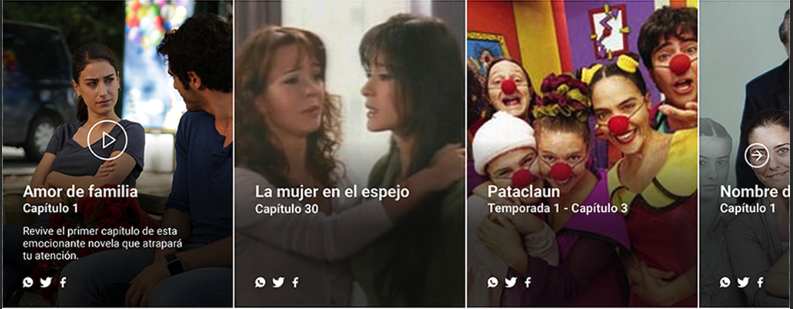 Amor de familia
Capítulo 1
Revive el primer capítulo de esta
emocionante novela que atrapará
tu atención.
La mujer en el espejo
Capítulo 30
Pataclaun
Temporada 1 - Capítulo 3
Nombre d
Capítulo 1